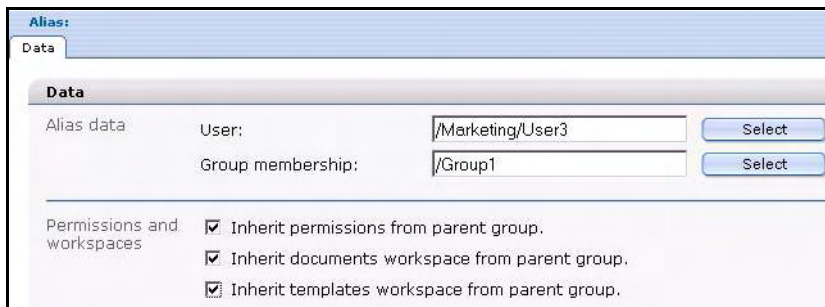 Alias:
Data
Data
Alias data User: /Marketing/User3 Select
Group membership: /Group1 Select
Permissions and workspaces
Inherit permissions from parent group.
Inherit documents workspace from parent group.
Inherit templates workspace from parent group.